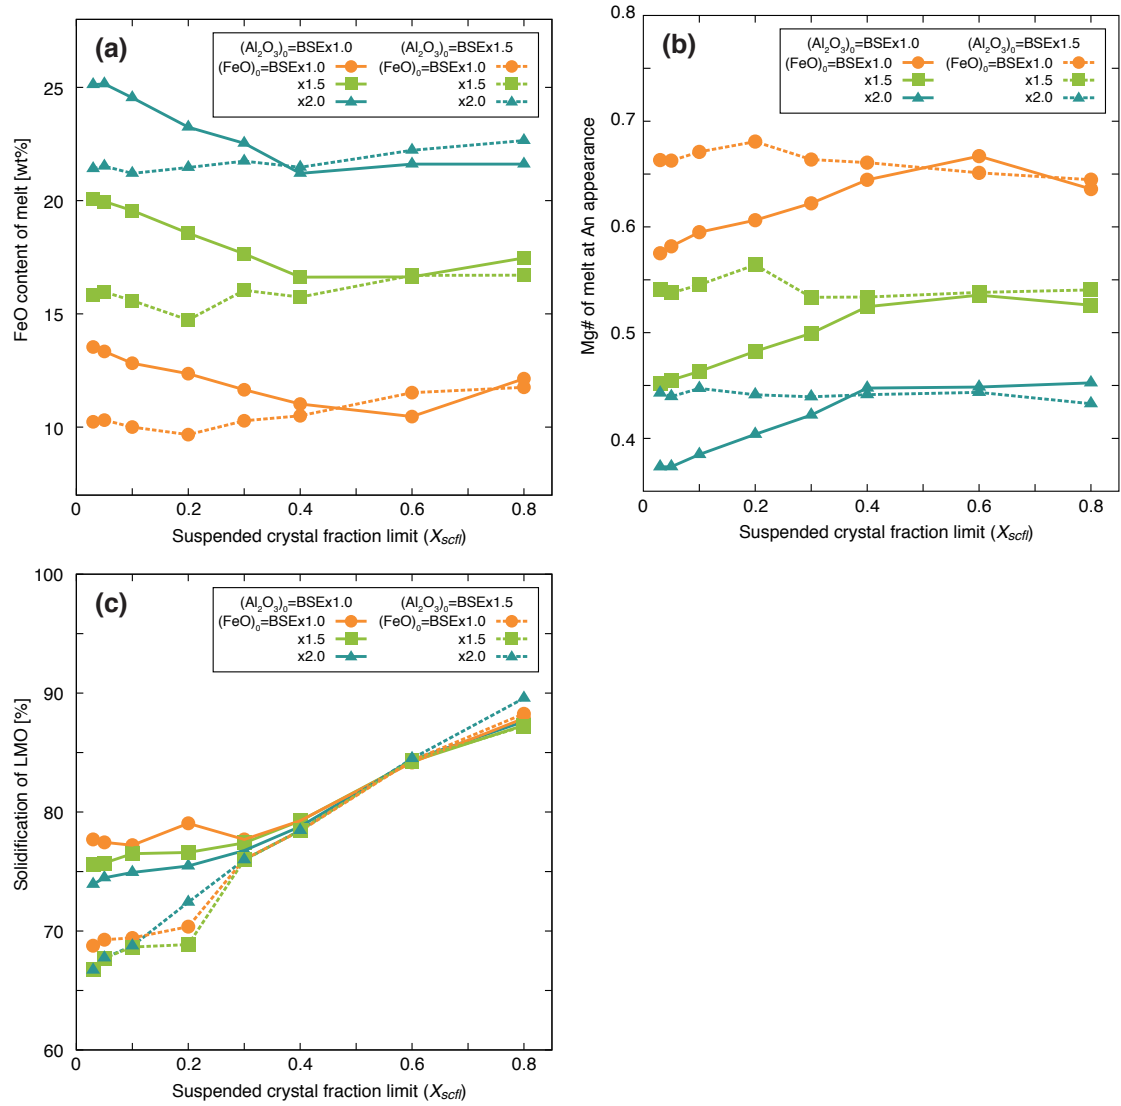 (a)
(Al₂O₃)₀=BSEx1.0 (Al₂O₃)₀=BSEx1.5
(FeO)₀=BSEx1.0 (FeO)₀=BSEx1.0
x1.5 x1.5
x2.0 x2.0
FeO content of melt [wt%]
25
20
15
10
0 0.2 0.4 0.6 0.8
Suspended crystal fraction limit (Xscfl)
(b)
(Al₂O₃)₀=BSEx1.0 (Al₂O₃)₀=BSEx1.5
(FeO)₀=BSEx1.0 (FeO)₀=BSEx1.0
x1.5 x1.5
x2.0 x2.0
Mg# of melt at An appearance
0.8
0.7
0.6
0.5
0.4
0 0.2 0.4 0.6 0.8
Suspended crystal fraction limit (Xscfl)
(c)
(Al₂O₃)₀=BSEx1.0 (Al₂O₃)₀=BSEx1.5
(FeO)₀=BSEx1.0 (FeO)₀=BSEx1.0
x1.5 x1.5
x2.0 x2.0
Solidification of LMO [%]
100
90
80
70
60
0 0.2 0.4 0.6 0.8
Suspended crystal fraction limit (Xscfl)